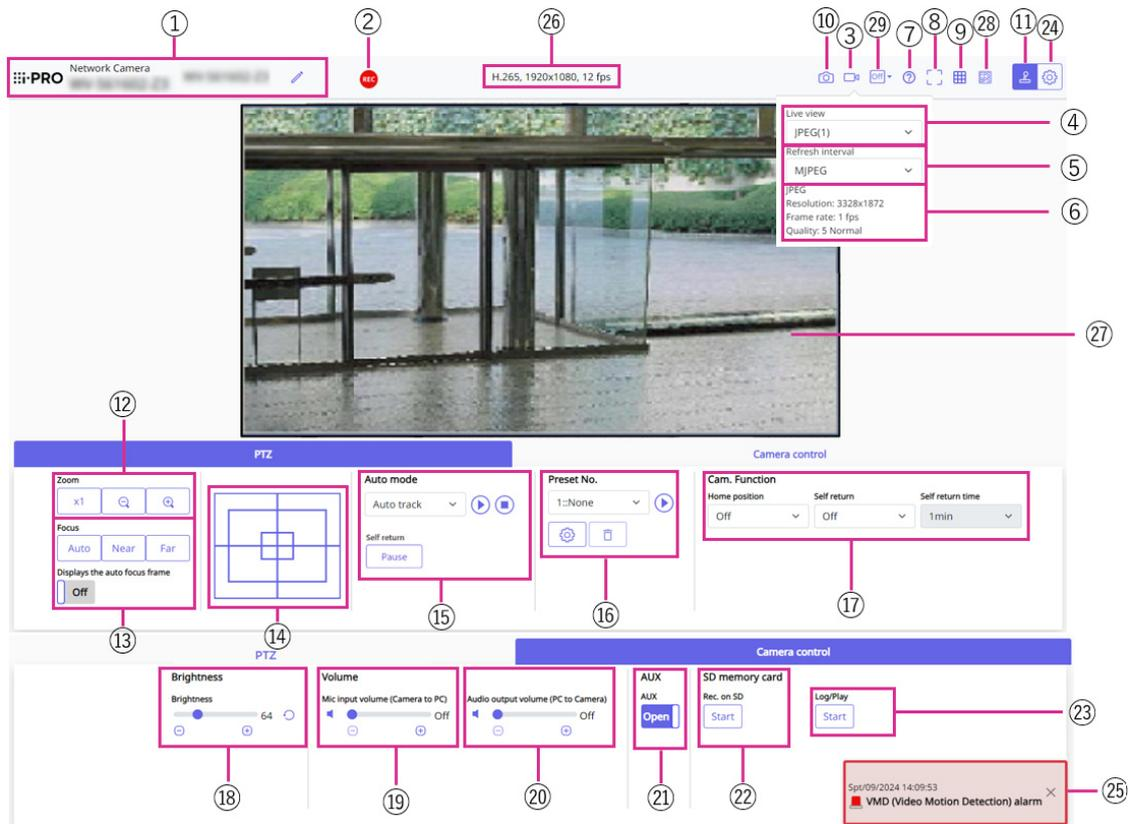 ① ② ㉖ ⑩ ③ ㉙ ⑦ ⑧ ⑨ ㉘ ⑪ ㉔
i-PRO Network Camera
REC
H.265, 1920x1080, 12 fps
Off
Live view
JPEG(1)
④
Refresh interval
MJPEG
⑤
JPEG
Resolution: 3328x1872
Frame rate: 1 fps
Quality: 5 Normal
⑥
㉗
⑫
PTZ Camera control
Zoom
x1
Focus
Auto Near Far
Displays the auto focus frame
Off
⑬
⑭
Auto mode
Auto track
Self return
Pause
⑮
Preset No.
1::None
⑯
Cam. Function
Home position Self return Self return time
Off Off 1min
⑰
PTZ Camera control
Brightness
Brightness
64
⑱
Volume
Mic input volume (Camera to PC)
Off
⑲
Audio output volume (PC to Camera)
Off
⑳
AUX
AUX
Open
㉑
SD memory card
Rec. on SD
Start
㉒
Log/Play
Start
㉓
Spt/09/2024 14:09:53
VMD (Video Motion Detection) alarm
㉕